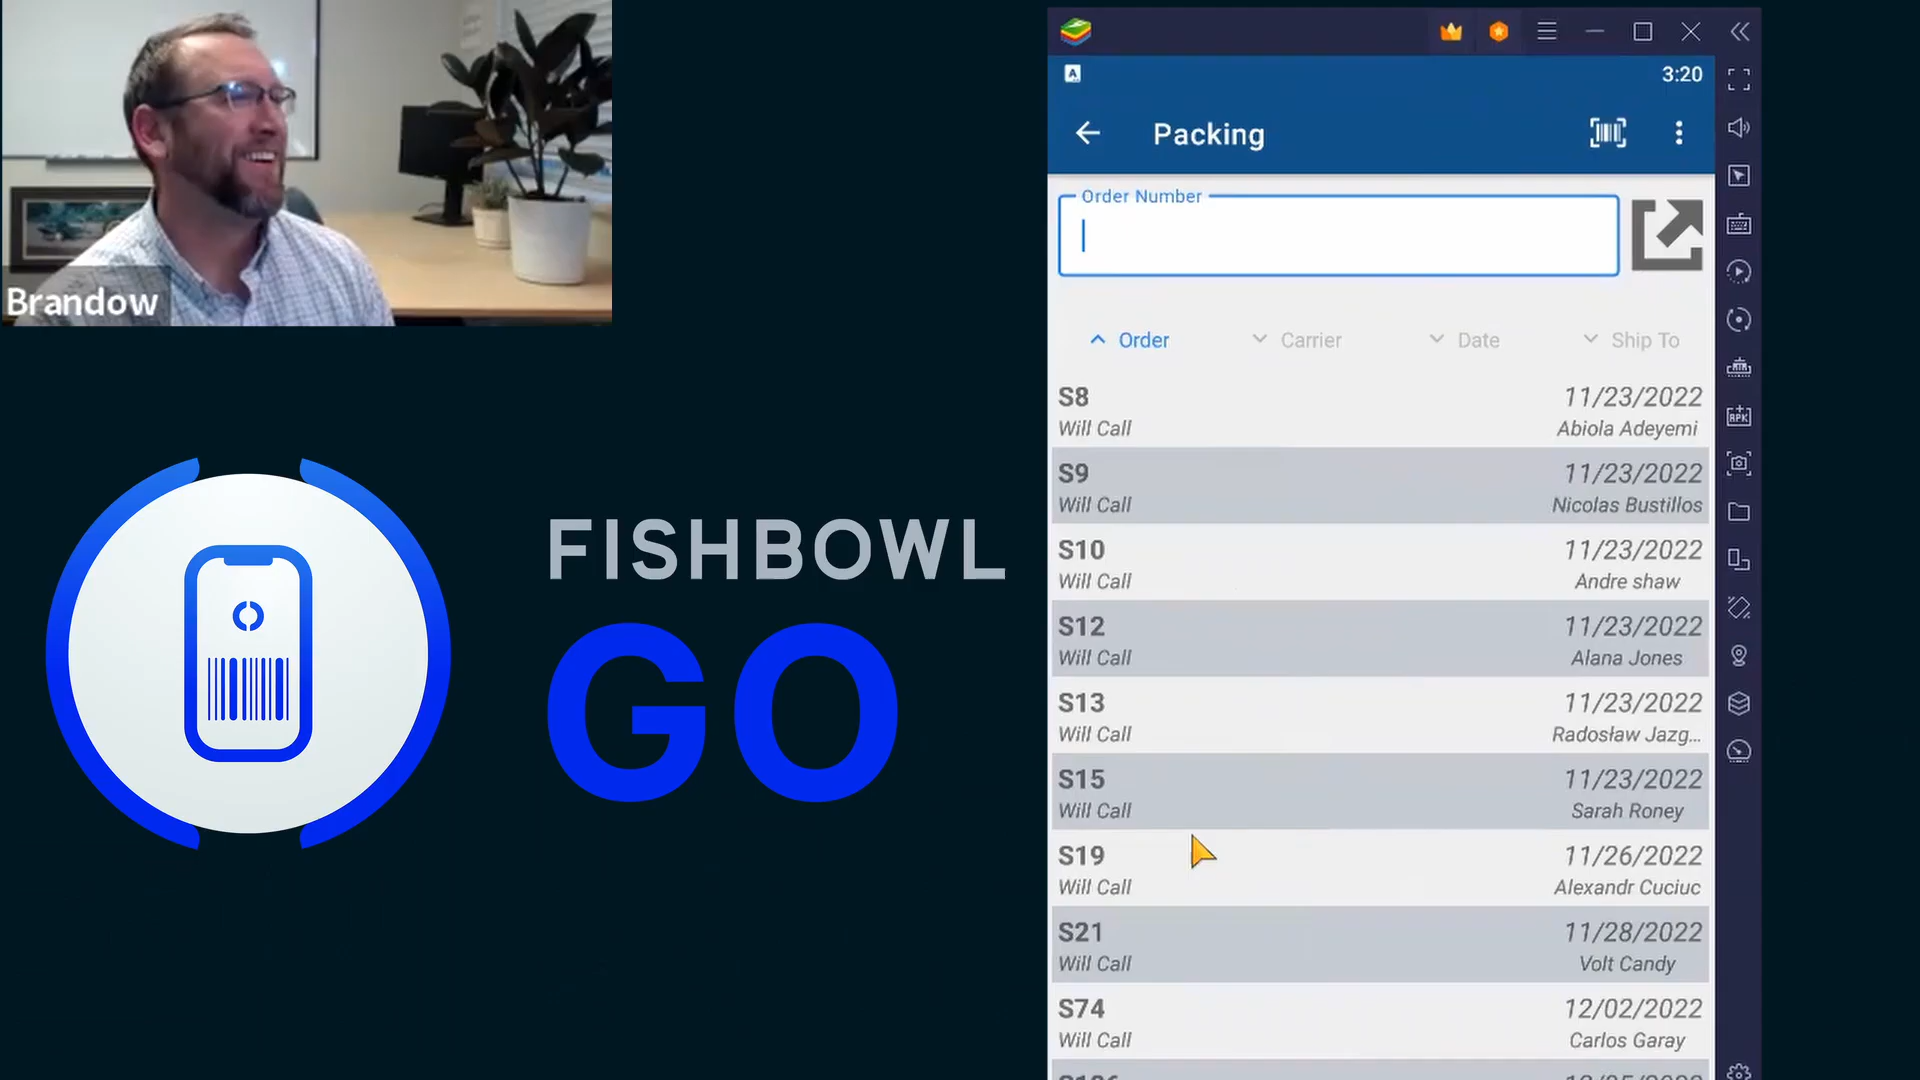 Brandow
FISHBOWL
GO
3:20
Packing
Order Number
Order Carrier Date Ship To
S8 11/23/2022
Will Call Abiola Adeyemi
S9 11/23/2022
Will Call Nicolas Bustillos
S10 11/23/2022
Will Call Andre shaw
S12 11/23/2022
Will Call Alana Jones
S13 11/23/2022
Will Call Radosław Jazg...
S15 11/23/2022
Will Call Sarah Roney
S19 11/26/2022
Will Call Alexandr Cuciuc
S21 11/28/2022
Will Call Volt Candy
S74 12/02/2022
Will Call Carlos Garay